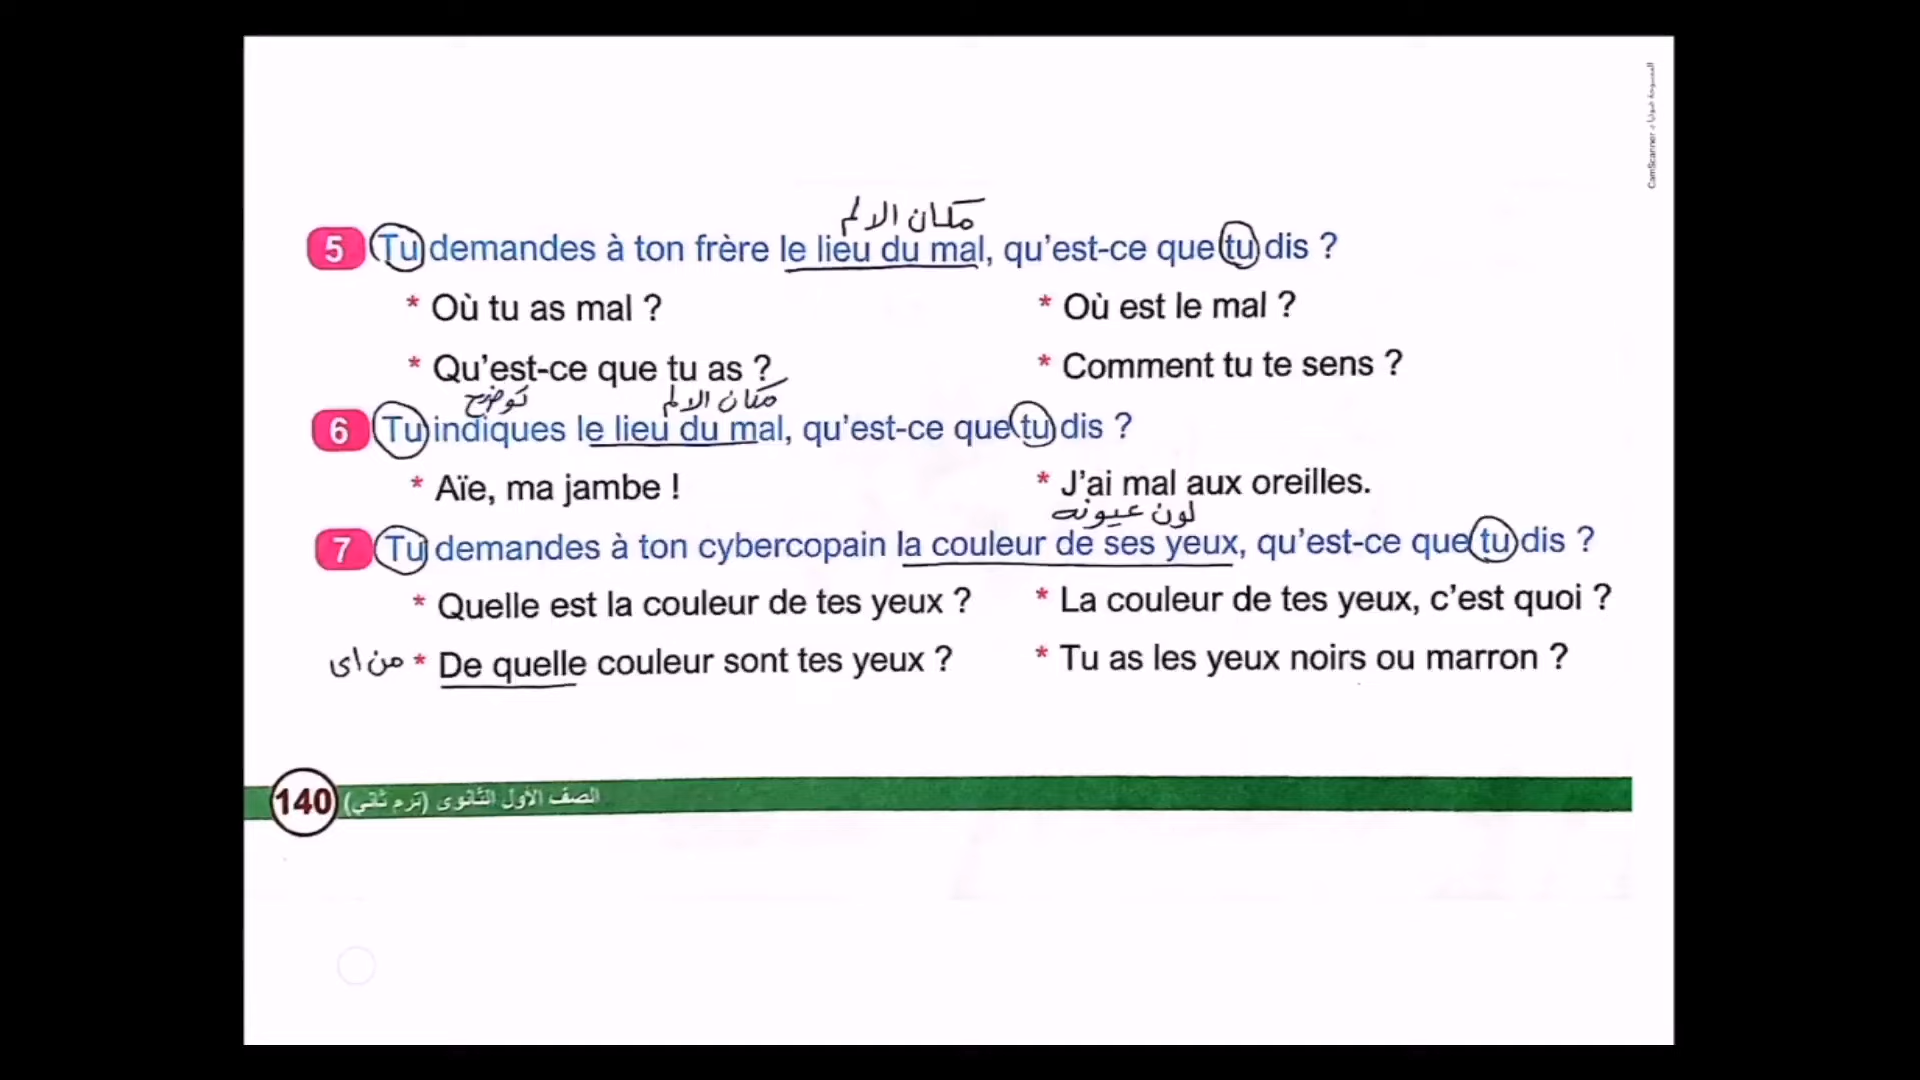 الممسوحة ضوئيا بـ CamScanner
مكان الالم
5 Tu demandes à ton frère le lieu du mal, qu'est-ce que tu dis ?
* Où tu as mal ? * Où est le mal ?
* Qu'est-ce que tu as ? * Comment tu te sens ?
توضح مكان الالم
6 Tu indiques le lieu du mal, qu'est-ce que tu dis ?
* Aïe, ma jambe ! * J'ai mal aux oreilles.
لون عيونه
7 Tu demandes à ton cybercopain la couleur de ses yeux, qu'est-ce que tu dis ?
* Quelle est la couleur de tes yeux ? * La couleur de tes yeux, c'est quoi ?
من اى * De quelle couleur sont tes yeux ? * Tu as les yeux noirs ou marron ?
140 الصف الأول الثانوى (ترم ثانى)